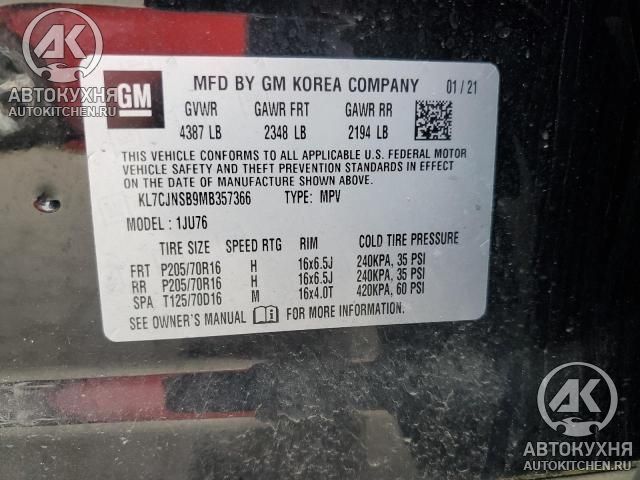 АК
АВТОКУХНЯ
AUTOKITCHEN.RU
GM
MFD BY GM KOREA COMPANY 01 / 21
GVWR GAWR FRT GAWR RR
4387 LB 2348 LB 2194 LB
THIS VEHICLE CONFORMS TO ALL APPLICABLE U.S. FEDERAL MOTOR
VEHICLE SAFETY AND THEFT PREVENTION STANDARDS
IN EFFECT ON THE DATE OF MANUFACTURE SHOWN ABOVE.
KL7CJNSB9MB357366 TYPE: MPV
MODEL : 1JU76
TIRE SIZE SPEED RTG RIM COLD TIRE PRESSURE
FRT P205/70R16 H 16x6.5J 240KPA, 35 PSI
RR P205/70R16 H 16x6.5J 240KPA, 35 PSI
SPA T125/70D16 M 16x4.0T 420KPA, 60 PSI
SEE OWNER'S MANUAL FOR MORE INFORMATION.
АК
АВТОКУХНЯ
AUTOKITCHEN.RU